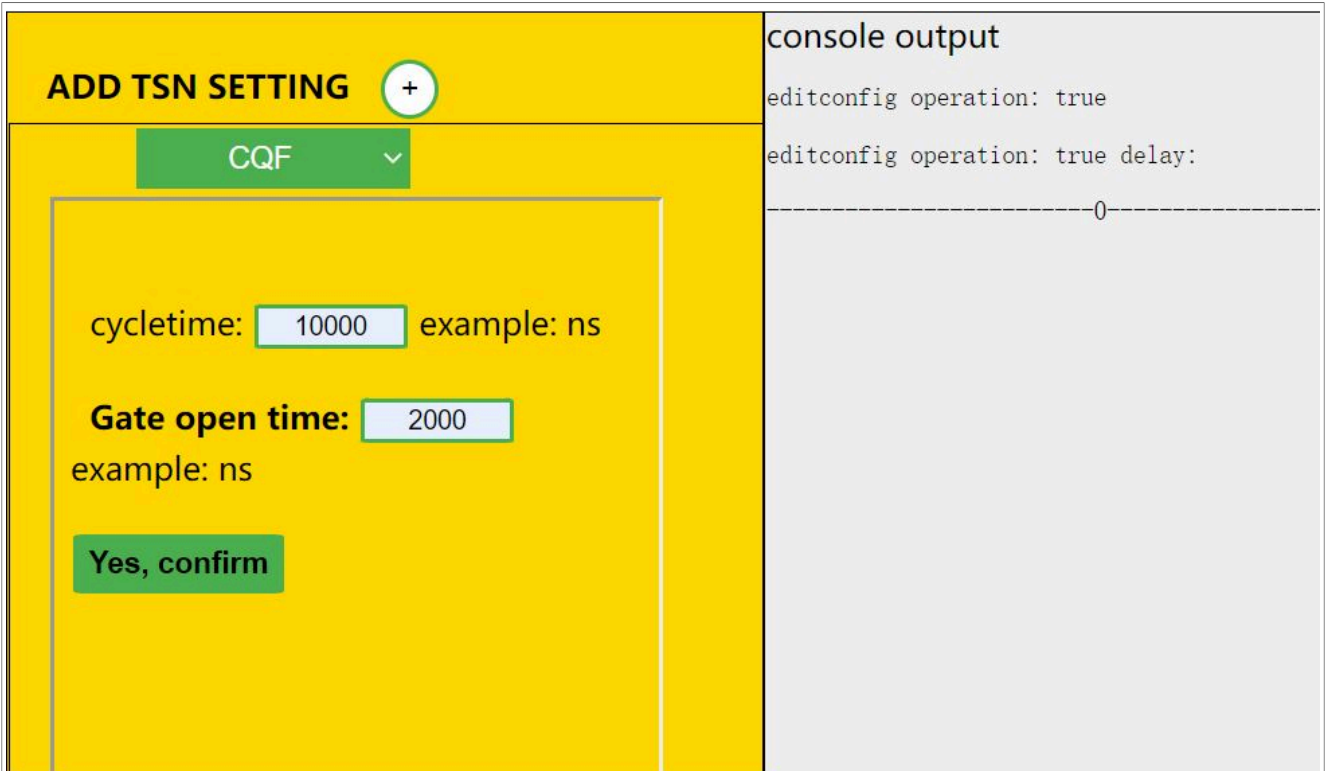 ADD TSN SETTING +
CQF
cycletime: 10000 example: ns
Gate open time: 2000
example: ns
Yes, confirm
console output
editconfig operation: true
editconfig operation: true delay:
-------------------------0----------------